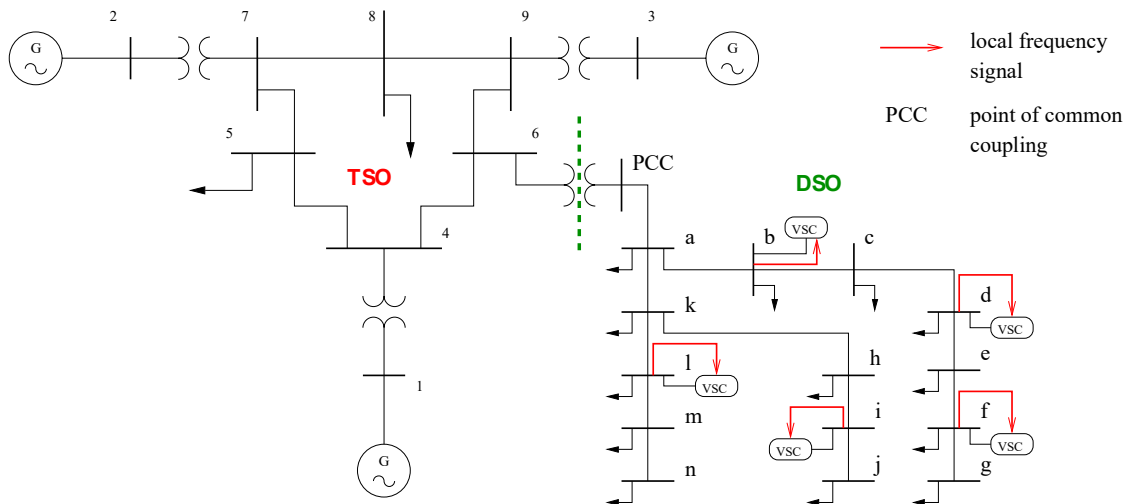 2
7
8
9
3
G
G
local frequency
signal
PCC
point of common
coupling
5
6
TSO
PCC
DSO
4
a
b
VSC
c
d
VSC
k
e
l
VSC
h
i
VSC
f
VSC
m
n
j
g
1
G